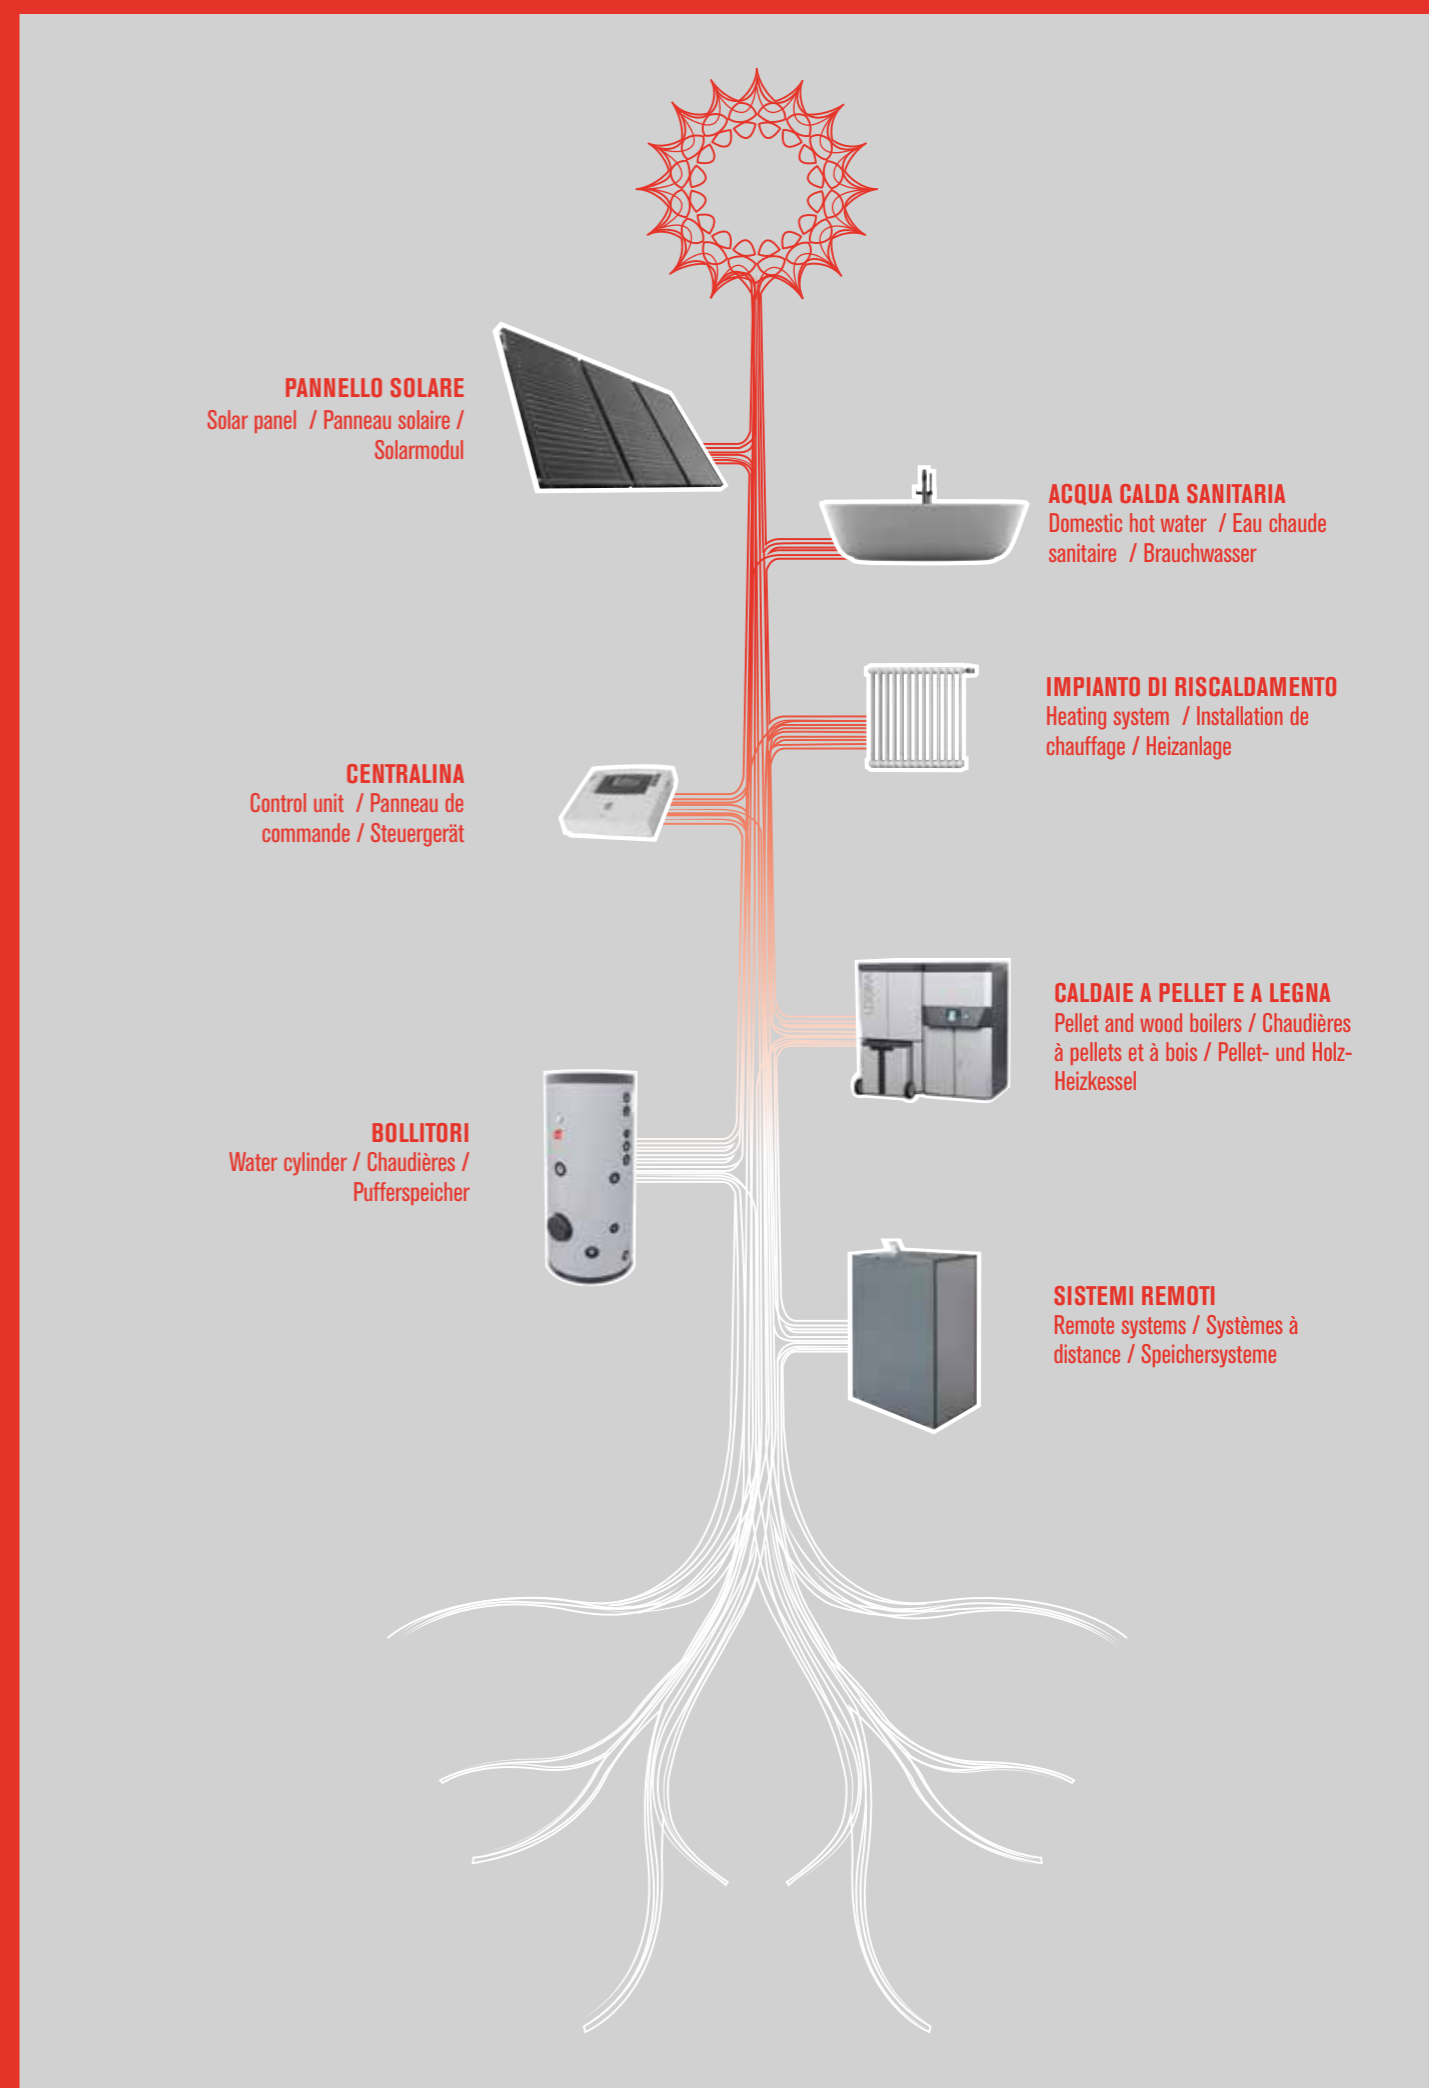 PANNELLO SOLARE
Solar panel / Panneau solaire /
Solarmodul
ACQUA CALDA SANITARIA
Domestic hot water / Eau chaude
sanitaire / Brauchwasser
IMPIANTO DI RISCALDAMENTO
Heating system / Installation de
chauffage / Heizanlage
CENTRALINA
Control unit / Panneau de
commande / Steuergerät
CALDAIE A PELLET E A LEGNA
Pellet and wood boilers / Chaudières
à pellets et à bois / Pellet- und Holz-
Heizkessel
BOLLITORI
Water cylinder / Chaudières /
Pufferspeicher
SISTEMI REMOTI
Remote systems / Systèmes à
distance / Speichersysteme